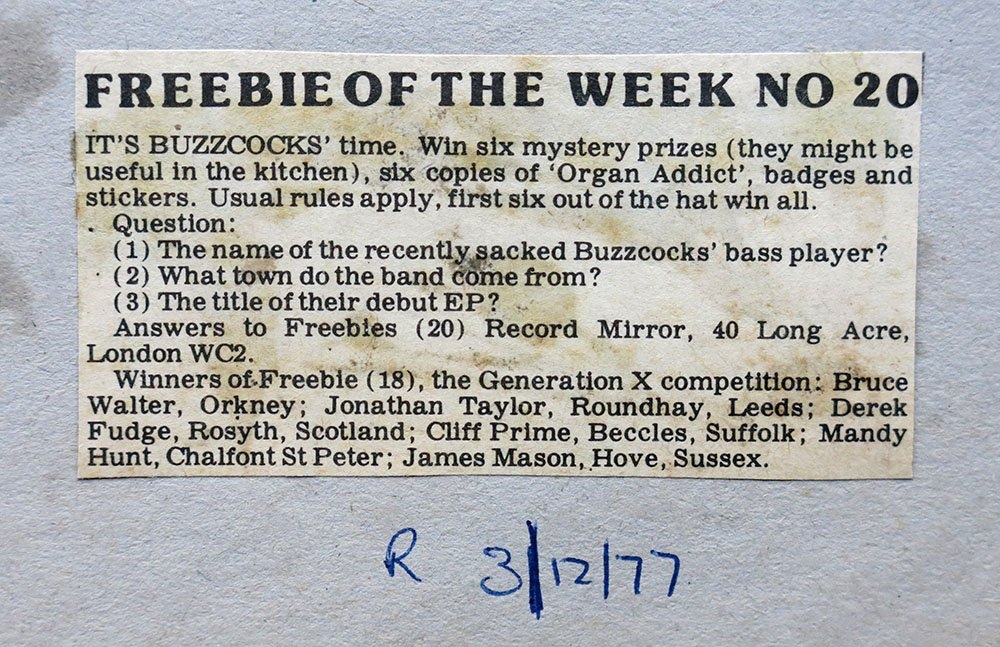 FREEBIE OF THE WEEK NO 20
IT'S BUZZCOCKS' time. Win six mystery prizes (they might be
useful in the kitchen), six copies of 'Organ Addict', badges and
stickers. Usual rules apply, first six out of the hat win all.
Question:
(1) The name of the recently sacked Buzzcocks' bass player?
(2) What town do the band come from?
(3) The title of their debut EP?
Answers to Freebies (20) Record Mirror, 40 Long Acre,
London WC2.
Winners of Freebie (18), the Generation X competition: Bruce
Walter, Orkney; Jonathan Taylor, Roundhay, Leeds; Derek
Fudge, Rosyth, Scotland; Cliff Prime, Beccles, Suffolk; Mandy
Hunt, Chalfont St Peter; James Mason, Hove, Sussex.
R 3/12/77